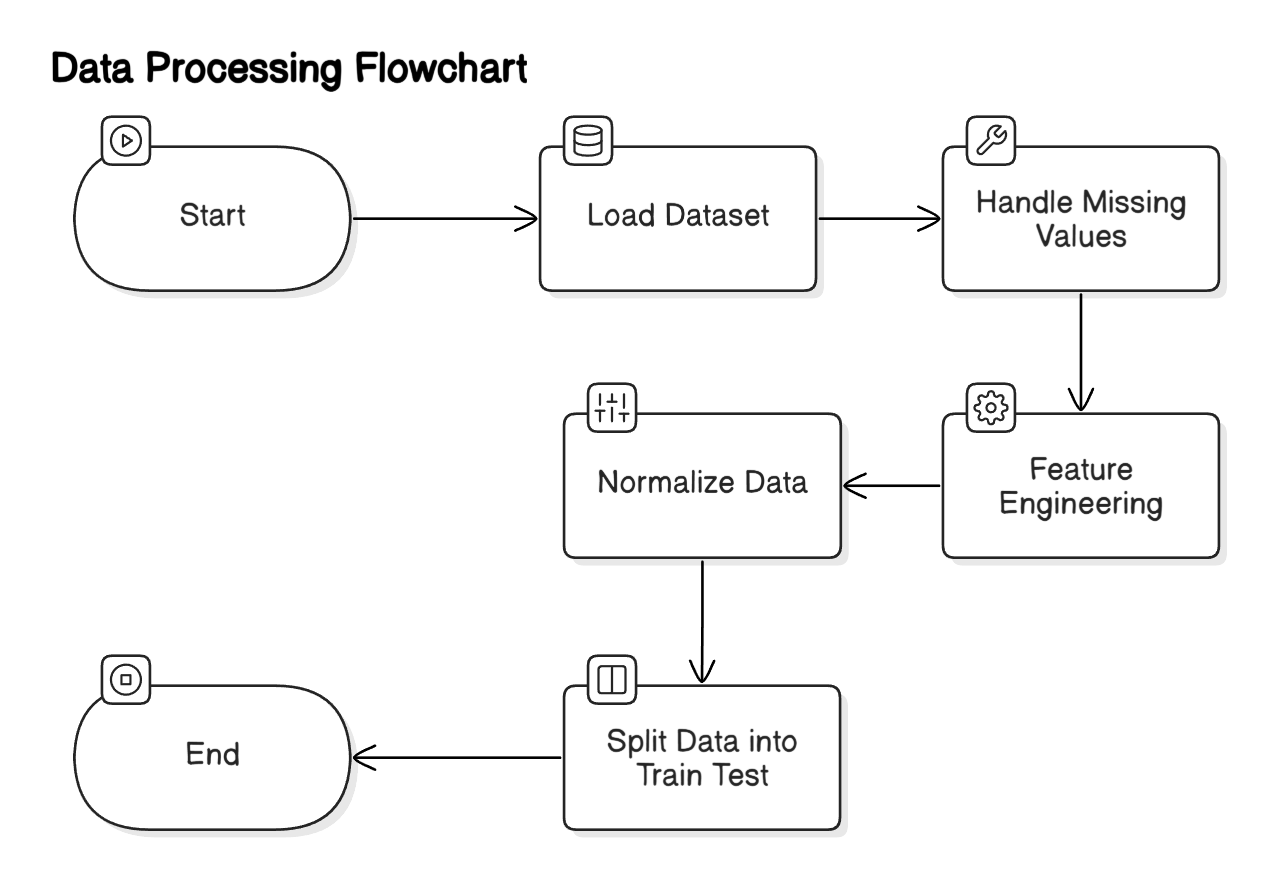 Data Processing Flowchart
Start
Load Dataset
Handle Missing
Values
Normalize Data
Feature
Engineering
End
Split Data into
Train Test